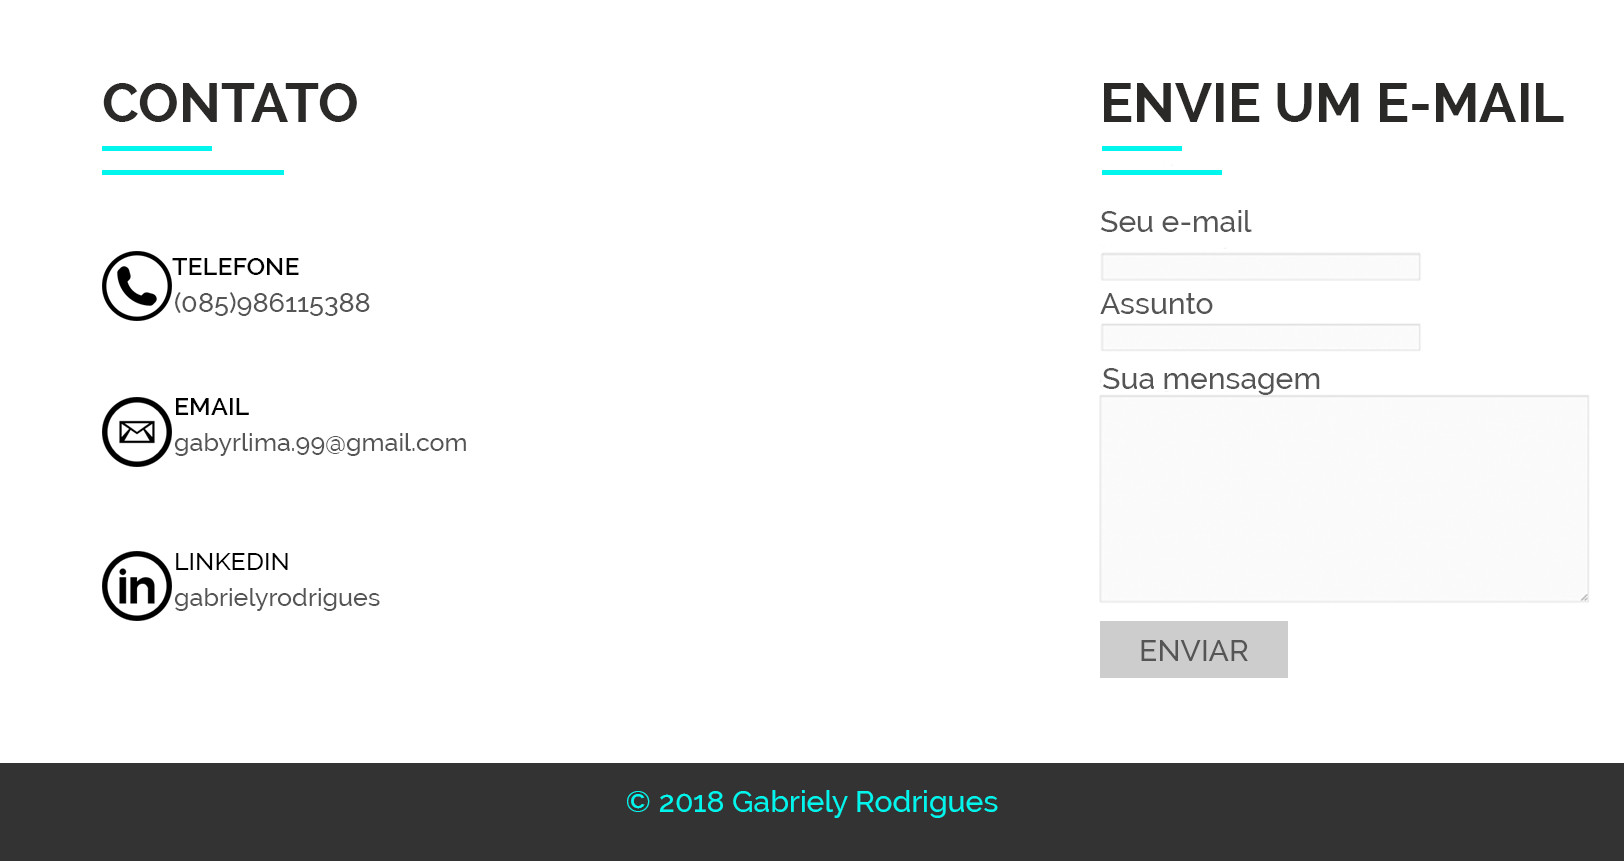 CONTATO
TELEFONE
(085)986115388
EMAIL
gabyrlima.99@gmail.com
in
LINKEDIN
gabrielyrodrigues
ENVIE UM E-MAIL
Seu e-mail
Assunto
Sua mensagem
ENVIAR
© 2018 Gabriely Rodrigues